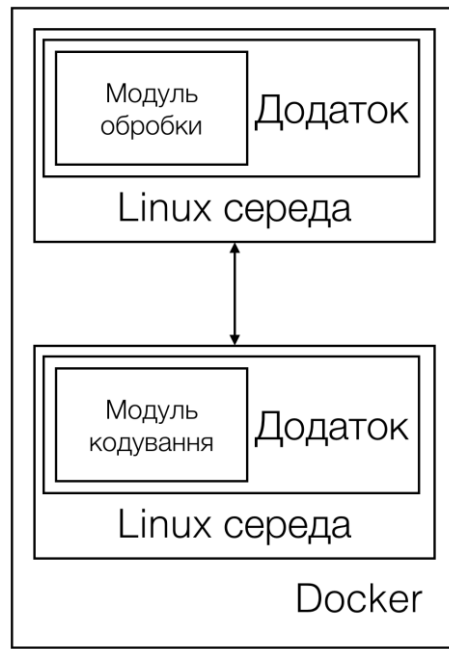 Модуль
обробки
Додаток
Linux середа
Модуль
кодування
Додаток
Linux середа
Docker